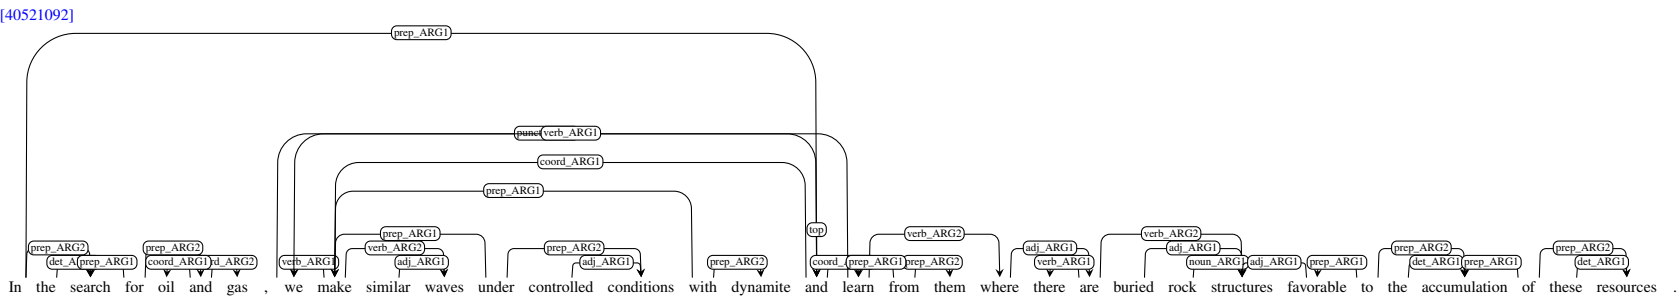 [40521092]
prep_ARG1
verb_ARG1
coord_ARG1
prep_ARG1
top
prep_ARG1 verb_ARG2 verb_ARG2
prep_ARG2 prep_ARG2 verb_ARG2 prep_ARG2 adj_ARG1 adj_ARG1 prep_ARG2 prep_ARG2
prep_ARG1 coord_ARG1 verb_ARG1 adj_ARG1 adj_ARG1 prep_ARG2 prep_ARG1 prep_ARG2 verb_ARG1 noun_ARG1 adj_ARG1 prep_ARG1 det_ARG1 prep_ARG1 det_ARG1
In the search for oil and gas , we make similar waves under controlled conditions with dynamite and learn from them where there are buried rock structures favorable to the accumulation of these resources .